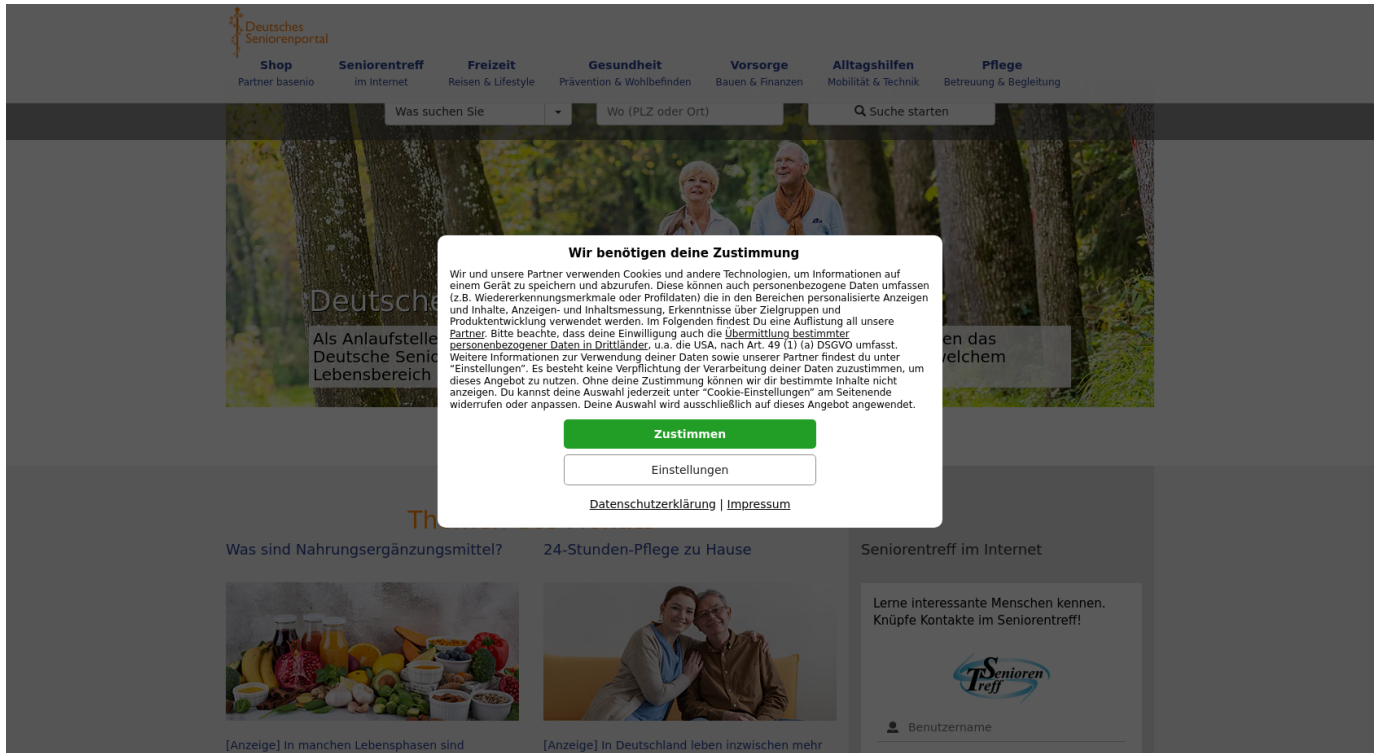 Deutsches
Seniorenportal
Shop
Partner basenio
Seniorentreff
im Internet
Freizeit
Reisen & Lifestyle
Gesundheit
Prävention & Wohlbefinden
Vorsorge
Bauen & Finanzen
Alltagshilfen
Mobilität & Technik
Pflege
Betreuung & Begleitung
Was suchen Sie
Wo (PLZ oder Ort)
Suche starten
Wir benötigen deine Zustimmung
Wir und unsere Partner verwenden Cookies und andere Technologien, um Informationen auf
einem Gerät zu speichern und abzurufen. Diese können auch personenbezogene Daten umfassen
(z.B. Wiedererkennungsmerkmale oder Profildaten) die in den Bereichen personalisierte Anzeigen
und Inhalte, Anzeigen- und Inhaltsmessung, Erkenntnisse über Zielgruppen und
Produktentwicklung verwendet werden. Im Folgenden findest Du eine Auflistung all unsere
Partner. Bitte beachte, dass deine Einwilligung auch die Übermittlung bestimmter
personenbezogener Daten in Drittländer, u.a. die USA, nach Art. 49 (1) (a) DSGVO umfasst.
Weitere Informationen zur Verwendung deiner Daten sowie unserer Partner findest du unter
“Einstellungen”. Es besteht keine Verpflichtung der Verarbeitung deiner Daten zuzustimmen, um
dieses Angebot zu nutzen. Ohne deine Zustimmung können wir dir bestimmte Inhalte nicht
anzeigen. Du kannst deine Auswahl jederzeit unter “Cookie-Einstellungen” am Seitenende
widerrufen oder anpassen. Deine Auswahl wird ausschließlich auf dieses Angebot angewendet.
Zustimmen
Einstellungen
Datenschutzerklärung | Impressum
Als Anlaufstelle
en das
Deutsche
Lebensbereich
Was sind Nahrungsergänzungsmittel?
24-Stunden-Pflege zu Hause
Seniorentreff im Internet
Lerne interessante Menschen kennen.
Knüpfe Kontakte im Seniorentreff!
Senioren
Treff
Benutzername
[Anzeige] In manchen Lebensphasen sind
[Anzeige] In Deutschland leben inzwischen mehr